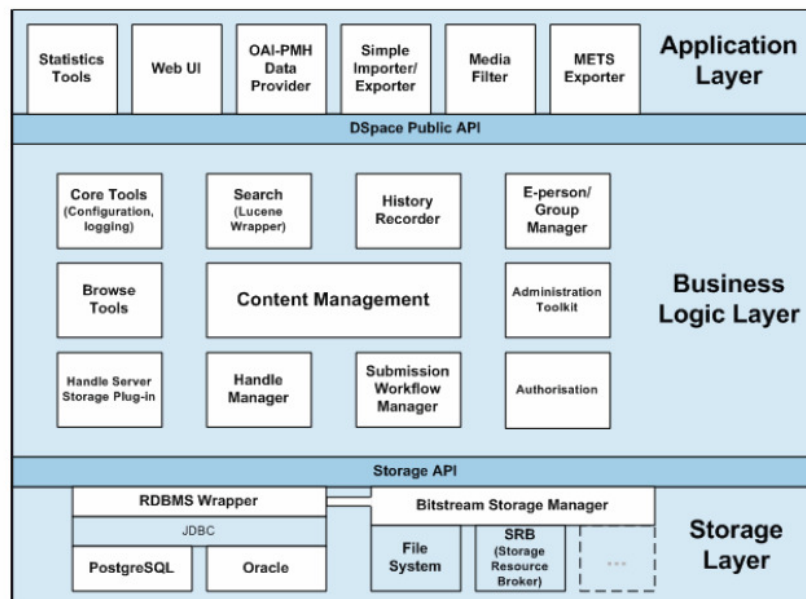 Statistics
Tools
Web UI
OAI-PMH
Data
Provider
Simple
Importer/
Exporter
Media
Filter
METS
Exporter
Application
Layer
DSpace Public API
Core Tools
(Configuration,
logging)
Search
(Lucene
Wrapper)
History
Recorder
E-person/
Group
Manager
Browse
Tools
Content Management
Administration
Toolkit
Business
Logic Layer
Handle Server
Storage Plug-in
Handle
Manager
Submission
Workflow
Manager
Authorisation
Storage API
RDBMS Wrapper
JDBC
PostgreSQL
Oracle
Bitstream Storage Manager
File
System
SRB
(Storage
Resource
Broker)
...
Storage
Layer